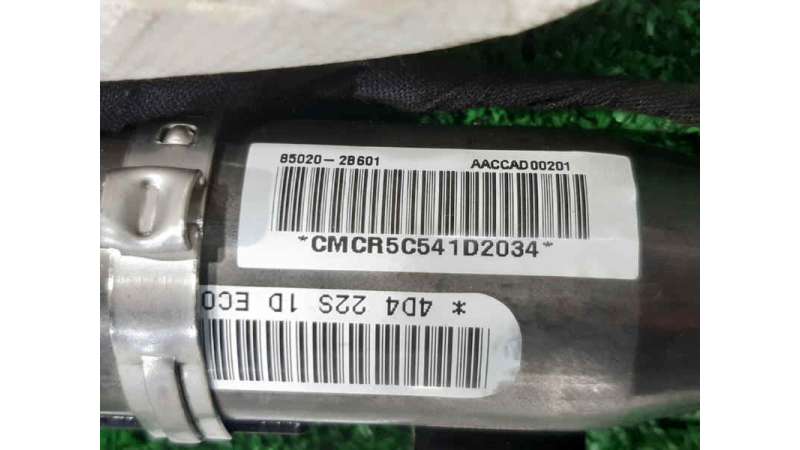 85020-2B601 AACCAD00201
*CMCR5C541D2034*
* 4D4 22S 1D ECO